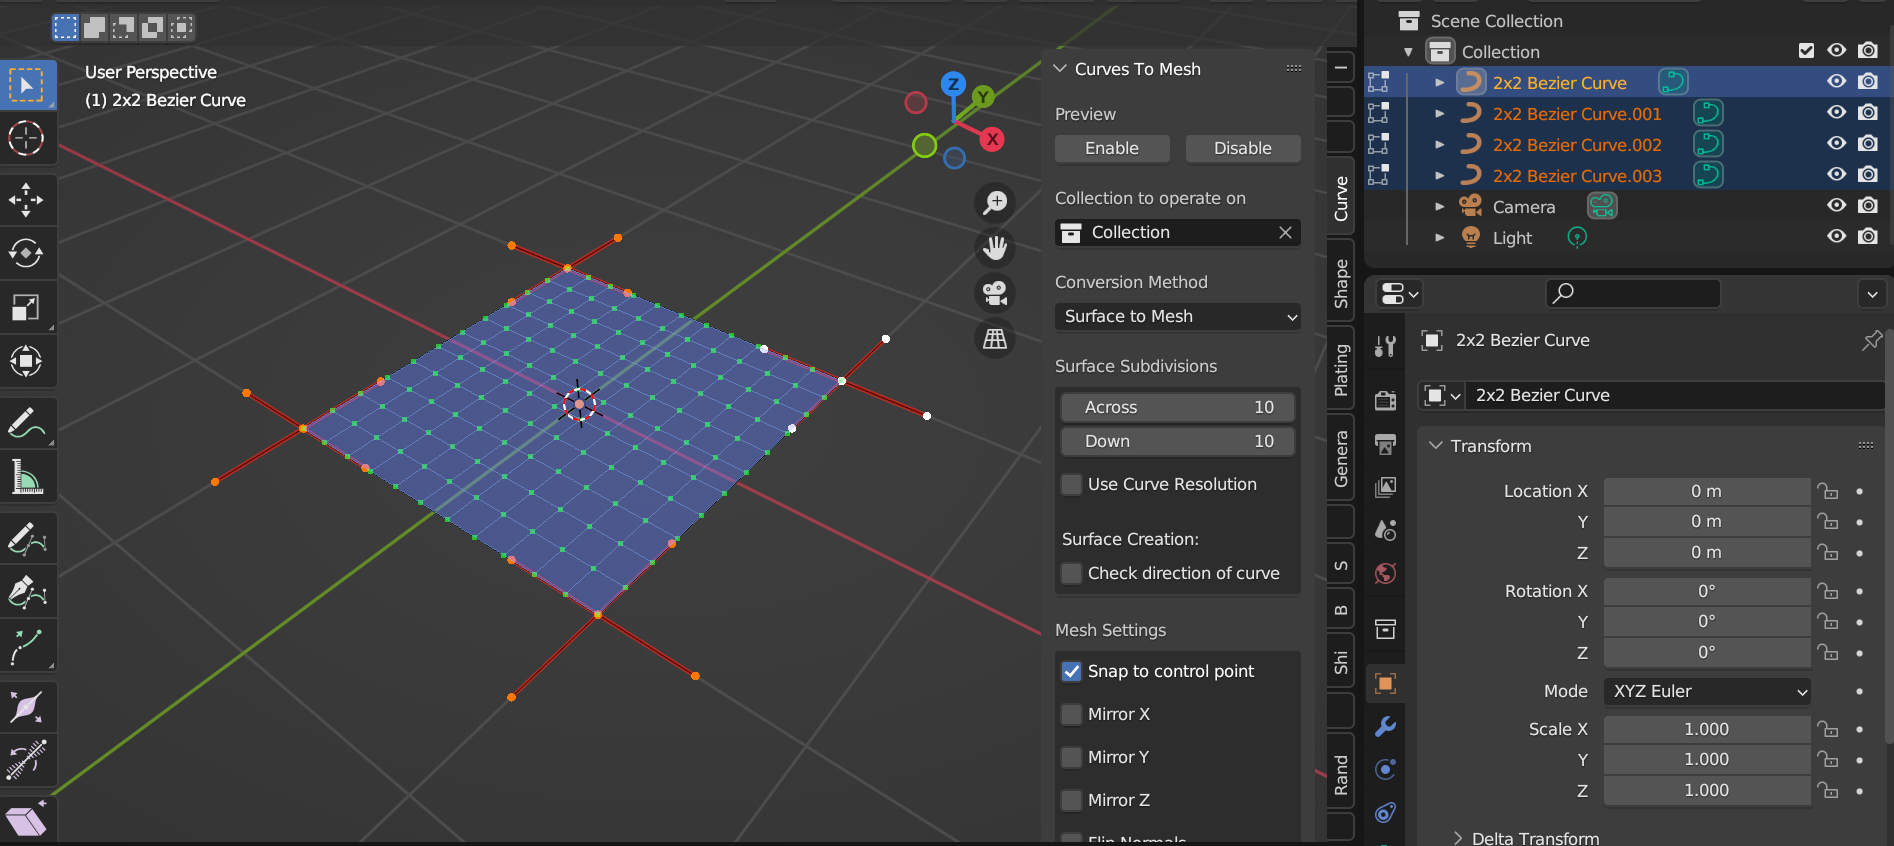 User Perspective
(1) 2x2 Bezier Curve
Z
Y
X
Curves To Mesh
Preview
Enable
Disable
Collection to operate on
Collection
Conversion Method
Surface to Mesh
Surface Subdivisions
Across 10
Down 10
Use Curve Resolution
Surface Creation:
Check direction of curve
Mesh Settings
Snap to control point
Mirror X
Mirror Y
Mirror Z
Flip Normals
Curve
Shape
Plating
Genera
S
B
Shi
Rand
Scene Collection
Collection
2x2 Bezier Curve
2x2 Bezier Curve.001
2x2 Bezier Curve.002
2x2 Bezier Curve.003
Camera
Light
2x2 Bezier Curve
2x2 Bezier Curve
Transform
Location X 0 m
Y 0 m
Z 0 m
Rotation X 0°
Y 0°
Z 0°
Mode XYZ Euler
Scale X 1.000
Y 1.000
Z 1.000
Delta Transform